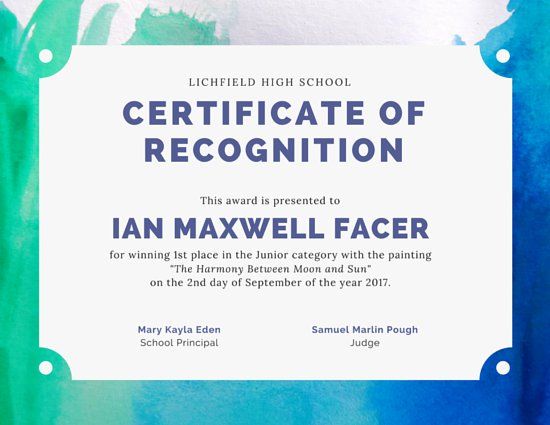 LICHFIELD HIGH SCHOOL
CERTIFICATE OF
RECOGNITION
This award is presented to
IAN MAXWELL FACER
for winning 1st place in the Junior category with the painting
"The Harmony Between Moon and Sun"
on the 2nd day of September of the year 2017.
Mary Kayla Eden
School Principal
Samuel Marlin Pough
Judge